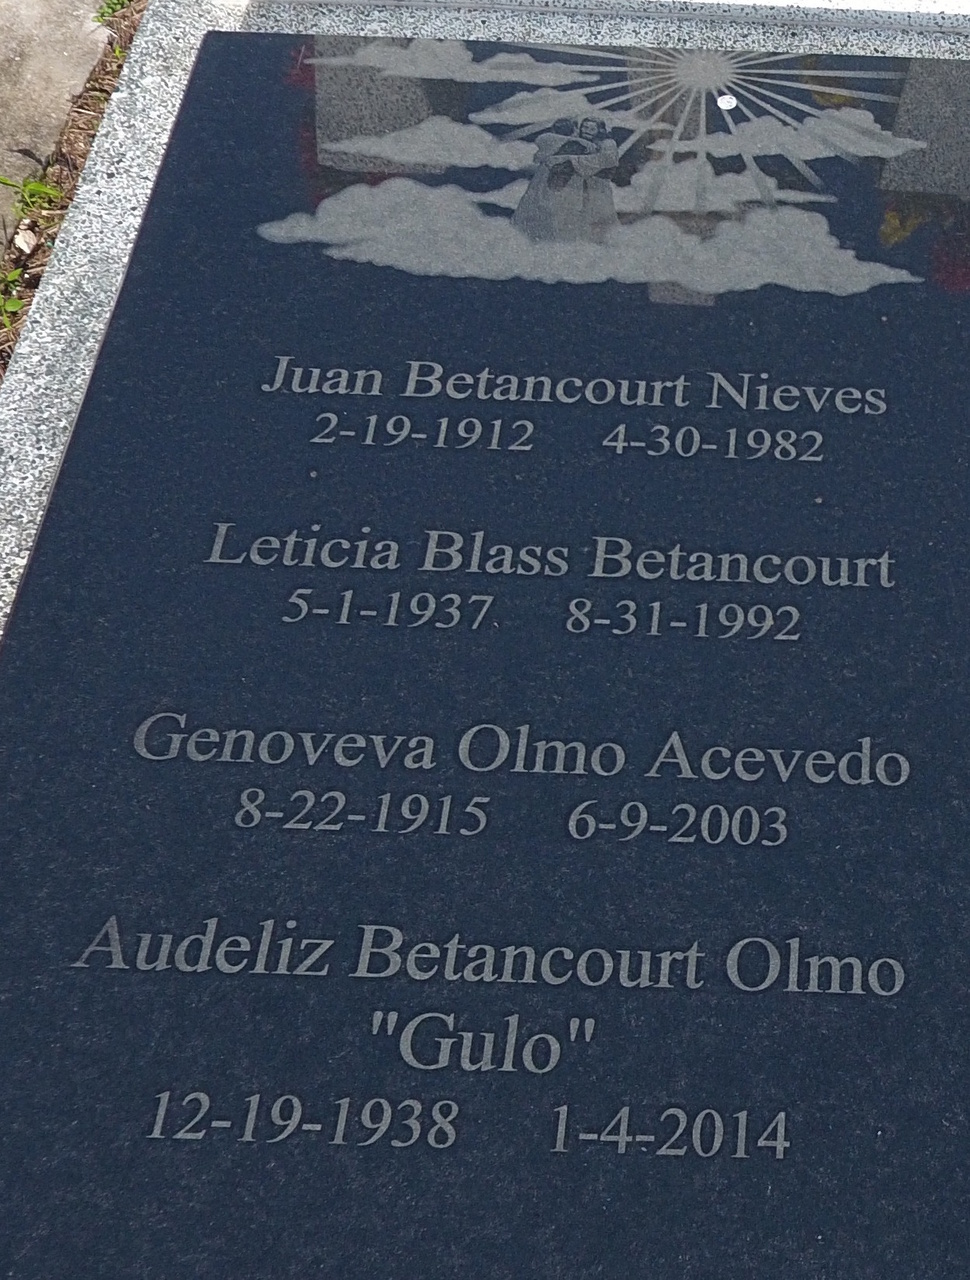 Juan Betancourt Nieves
2-19-1912 4-30-1982
Leticia Blass Betancourt
5-1-1937 8-31-1992
Genoveva Olmo Acevedo
8-22-1915 6-9-2003
Audeliz Betancourt Olmo
"Gulo"
12-19-1938 1-4-2014